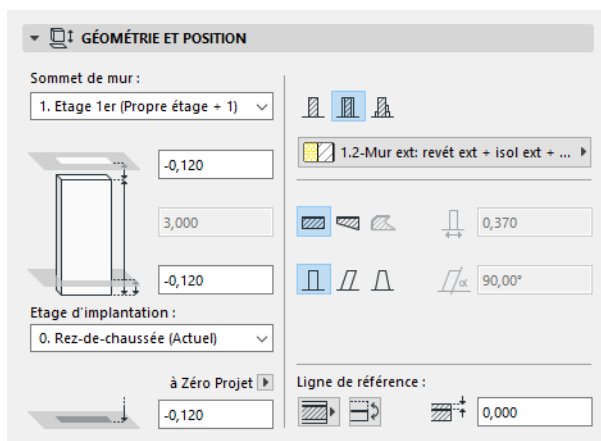 GÉOMÉTRIE ET POSITION
Sommet de mur :
1. Etage 1er (Propre étage + 1)
-0,120
3,000
-0,120
Etage d'implantation :
0. Rez-de-chaussée (Actuel)
à Zéro Projet
-0,120
1.2-Mur ext: revét ext + isol ext + ...
0,370
α
90,00°
Ligne de référence :
0,000